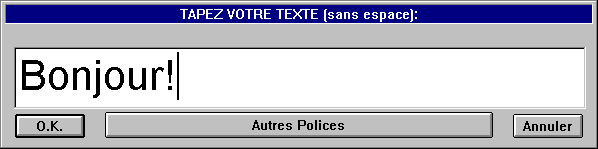 TAPEZ VOTRE TEXTE (sans espace):
Bonjour!
O.K. Autres Polices Annuler